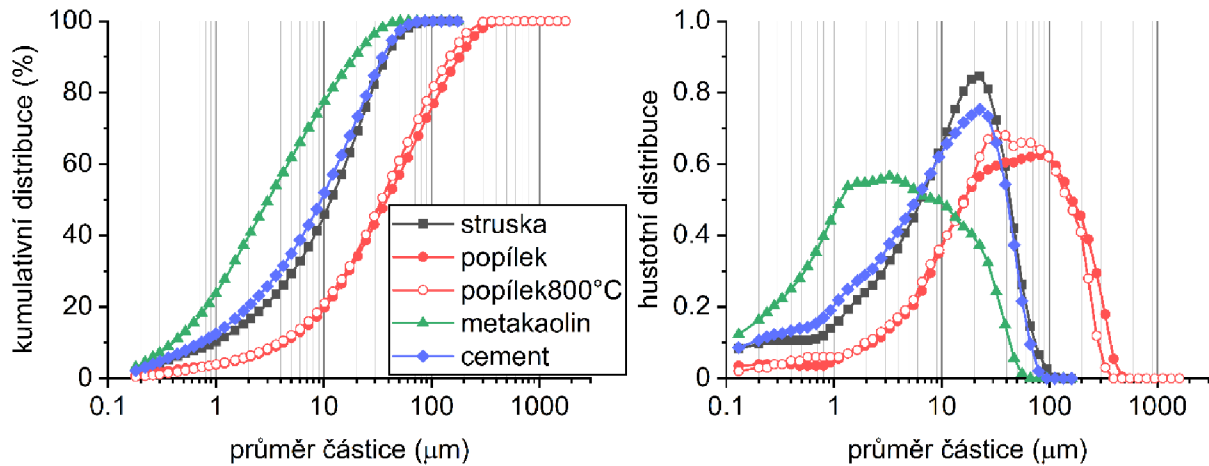 kumulativní distribuce (%)
100
80
60
40
20
0
0.1 1 10 100 1000
průměr částice (μm)
struska
popílek
popílek800°C
metakaolin
cement
hustotní distribuce
1.0
0.8
0.6
0.4
0.2
0
0.1 1 10 100 1000
průměr částice (μm)